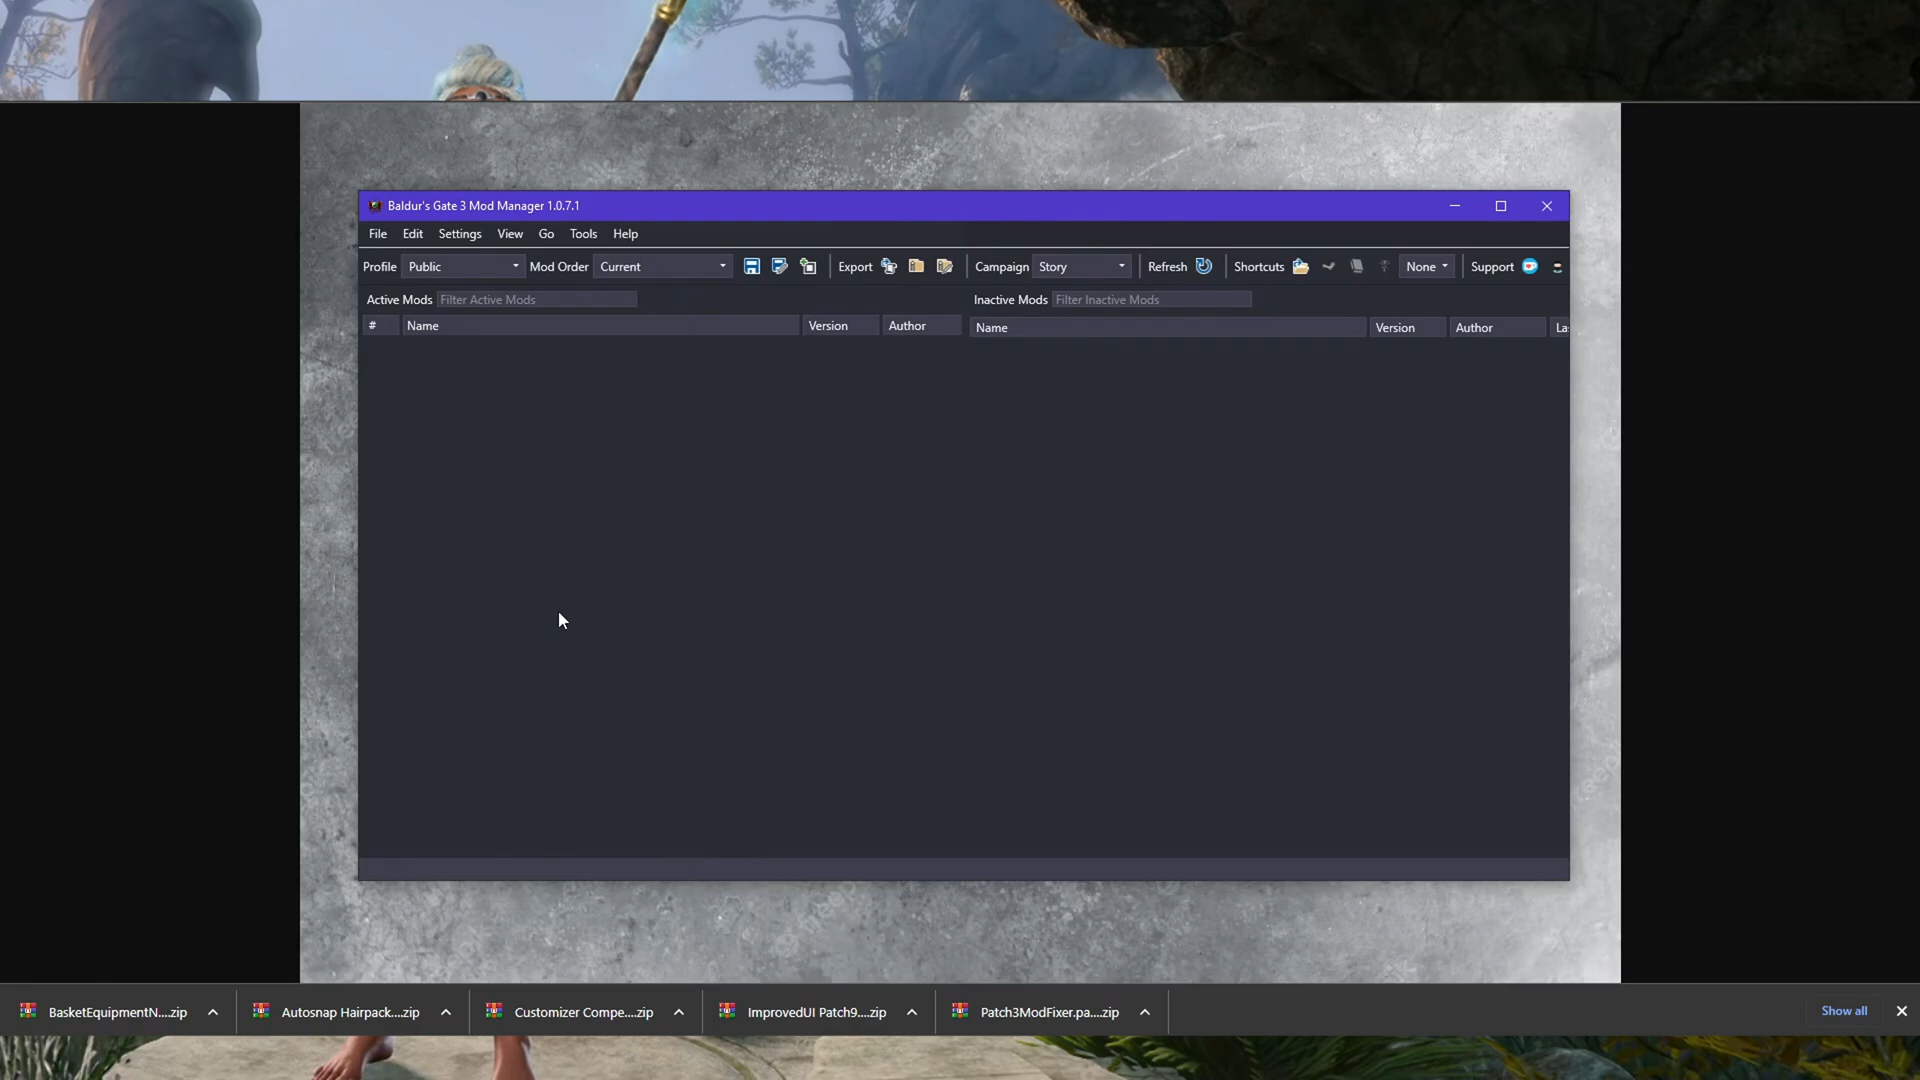 Baldur's Gate 3 Mod Manager 1.0.7.1
File Edit Settings View Go Tools Help
Profile Public Mod Order Current Export Campaign Story Refresh Shortcuts None Support
Active Mods Filter Active Mods Inactive Mods Filter Inactive Mods
# Name Version Author Name Version Author La
BasketEquipmentN....zip Autosnap Hairpack....zip Customizer Compe....zip ImprovedUI Patch9....zip Patch3ModFixer.pa....zip Show all